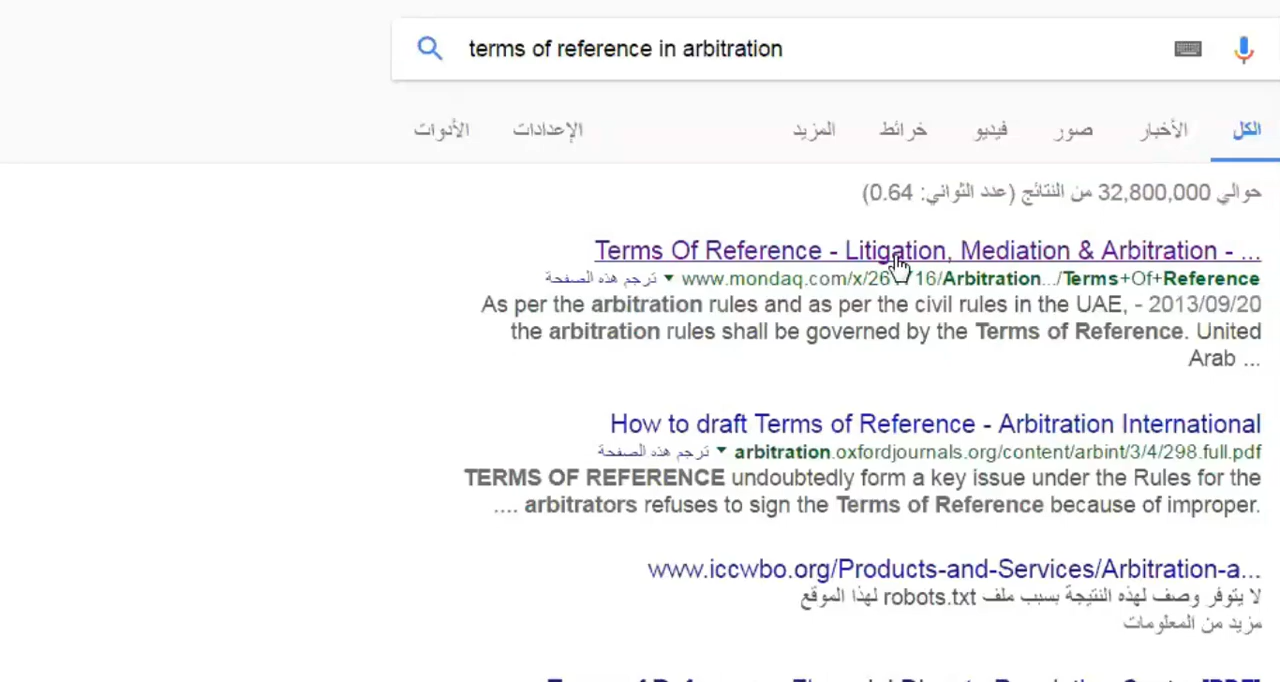 terms of reference in arbitration
الكل الأخبار صور فيديو خرائط المزيد الإعدادات الأدوات
حوالي 32,800,000 من النتائج (عدد الثواني: 0.64)
Terms Of Reference - Litigation, Mediation & Arbitration - ...
www.mondaq.com/x/26 16/Arbitration.../Terms+Of+Reference ▼ ترجم هذه الصفحة
2013/09/20 - As per the arbitration rules and as per the civil rules in the UAE,
the arbitration rules shall be governed by the Terms of Reference. United
Arab ...
How to draft Terms of Reference - Arbitration International
arbitration.oxfordjournals.org/content/arbint/3/4/298.full.pdf ▼ ترجم هذه الصفحة
TERMS OF REFERENCE undoubtedly form a key issue under the Rules for the
.... arbitrators refuses to sign the Terms of Reference because of improper.
www.iccwbo.org/Products-and-Services/Arbitration-a...
لا يتوفر وصف لهذه النتيجة بسبب ملف robots.txt لهذا الموقع
مزيد من المعلومات